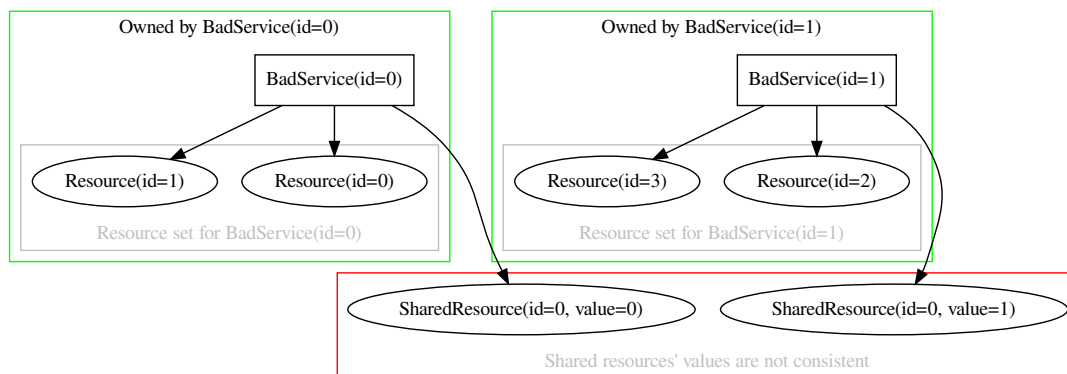 Owned by BadService(id=0)
Owned by BadService(id=1)
BadService(id=0)
BadService(id=1)
Resource(id=1)
Resource(id=0)
Resource(id=3)
Resource(id=2)
Resource set for BadService(id=0)
Resource set for BadService(id=1)
SharedResource(id=0, value=0)
SharedResource(id=0, value=1)
Shared resources' values are not consistent